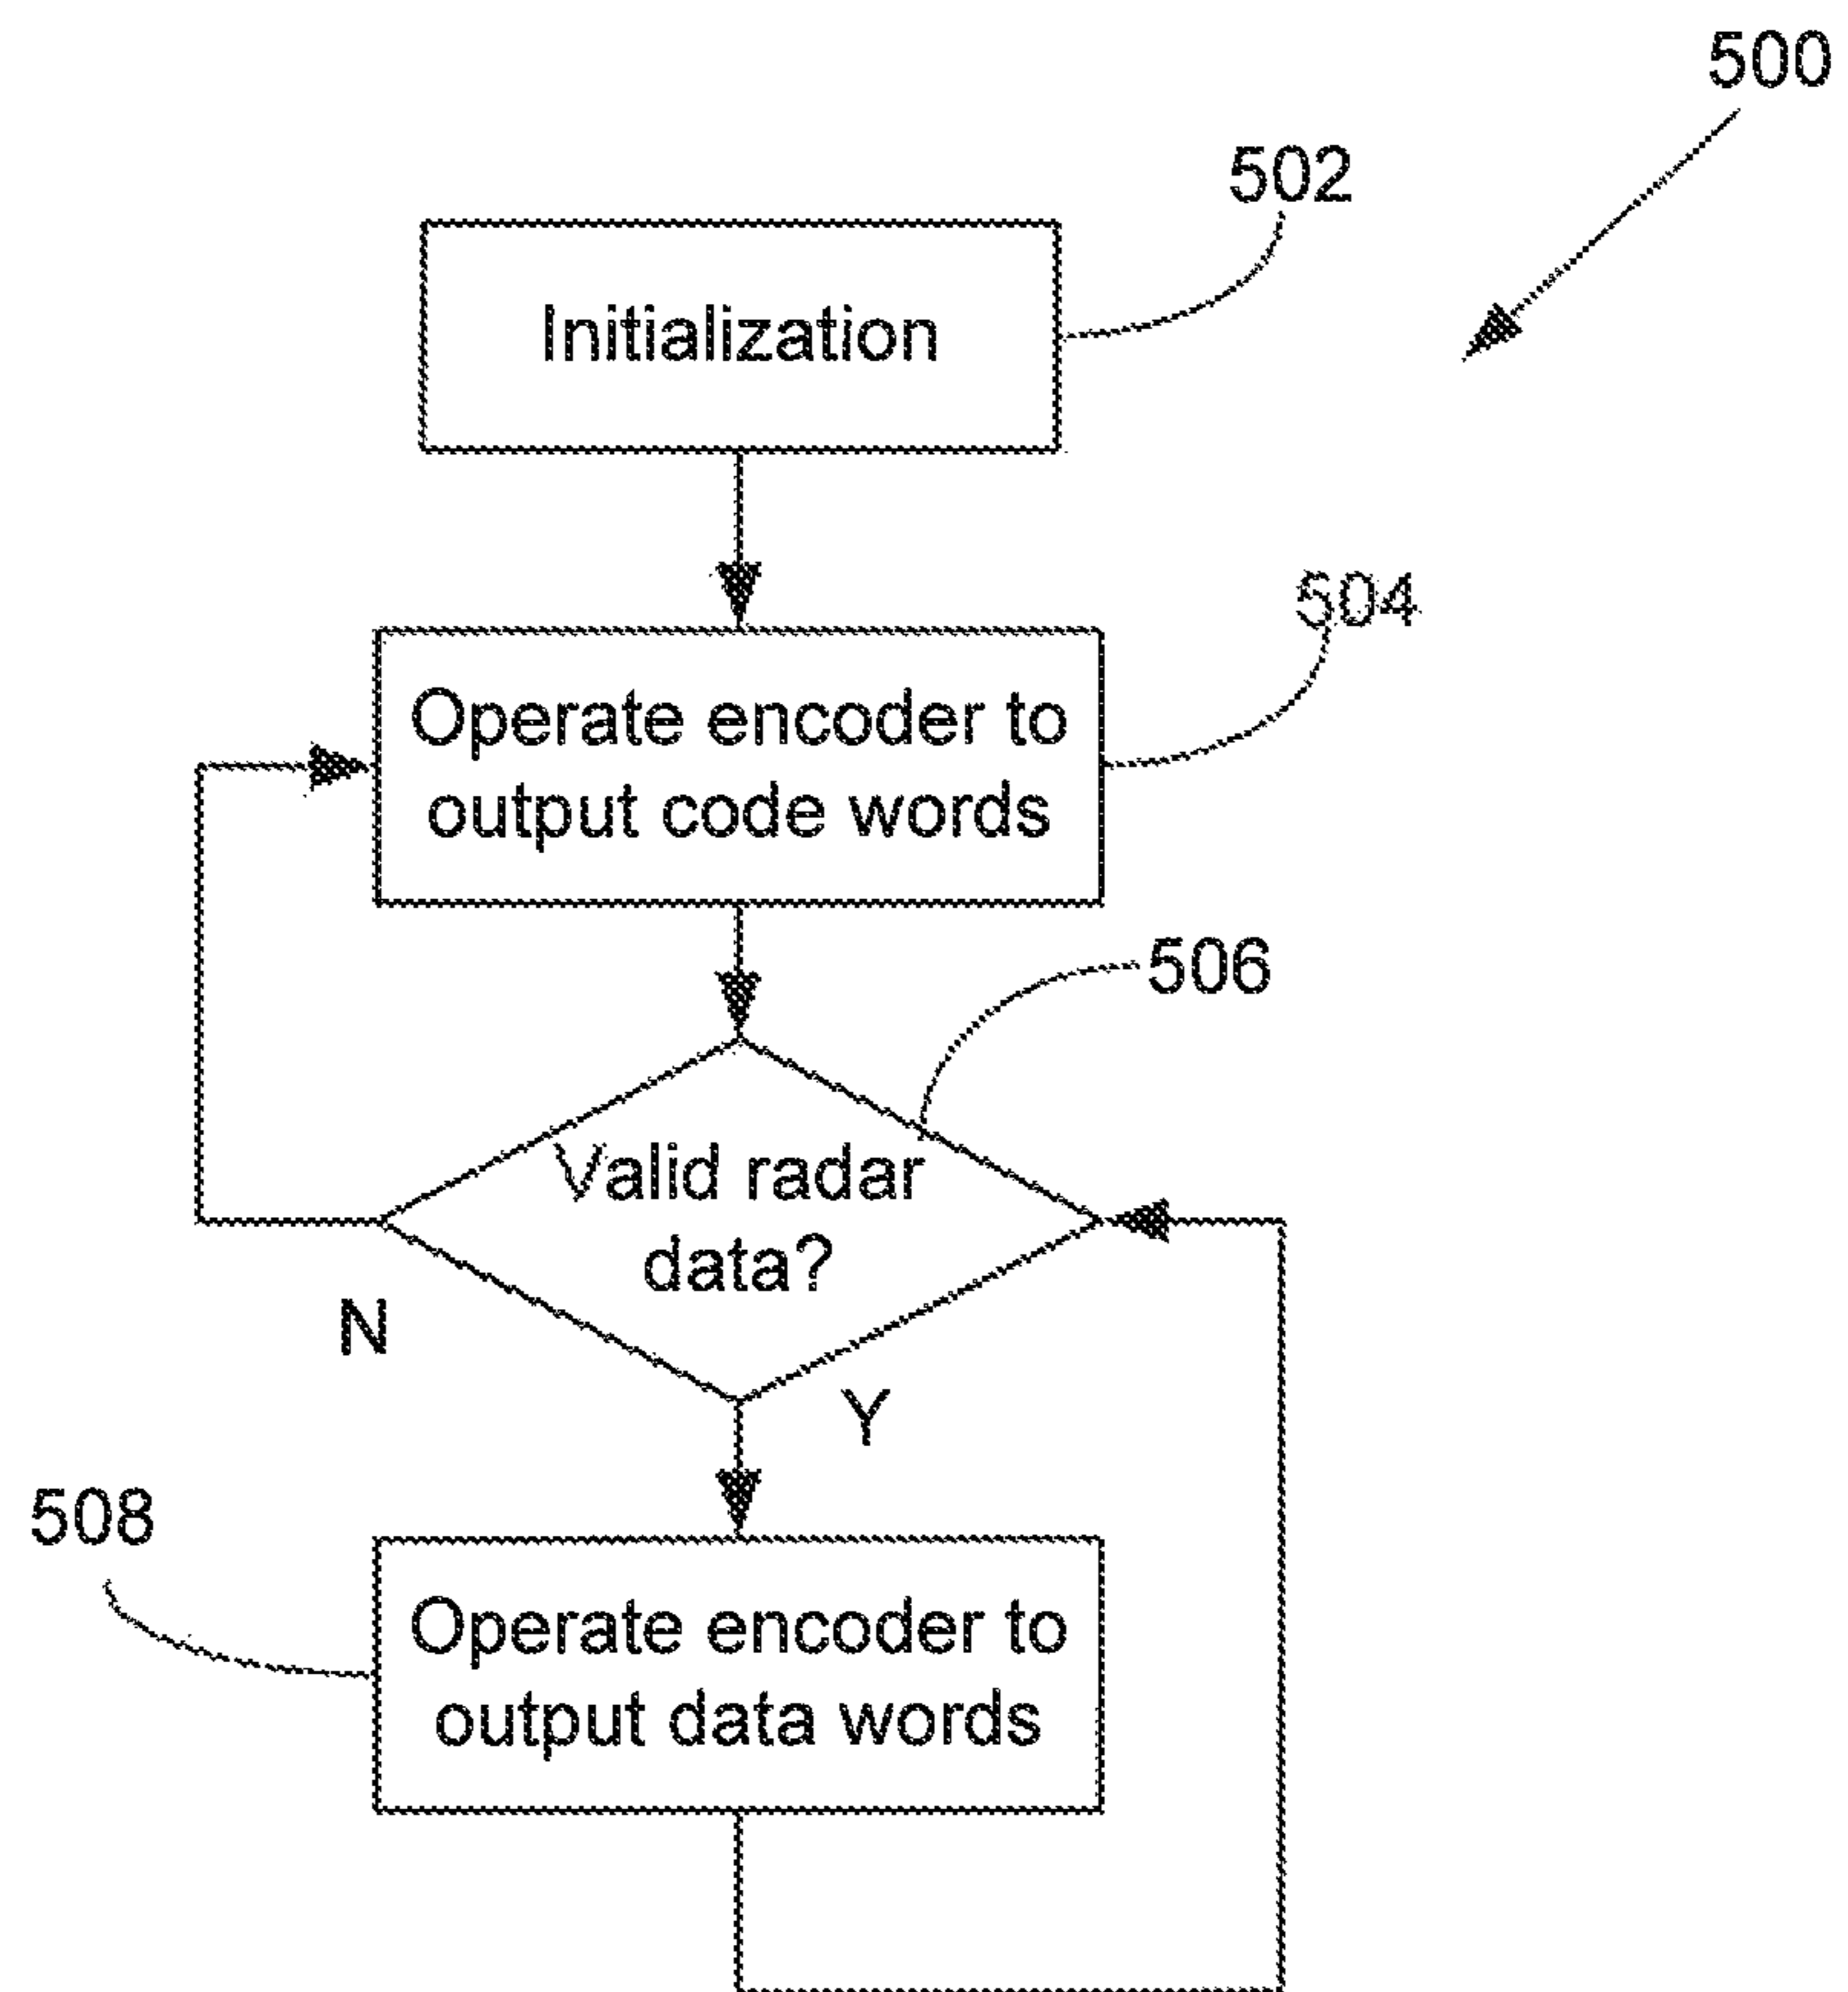 500
502
Initialization
504
Operate encoder to
output code words
506
Valid radar
data?
N
Y
508
Operate encoder to
output data words